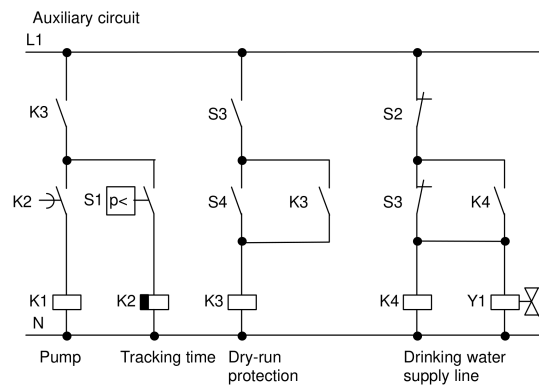 Auxiliary circuit
L1
K3
S3
S2
K2
S1 p<
S4
K3
S3
K4
K1
K2
K3
K4
Y1
N
Pump
Tracking time
Dry-run
protection
Drinking water
supply line